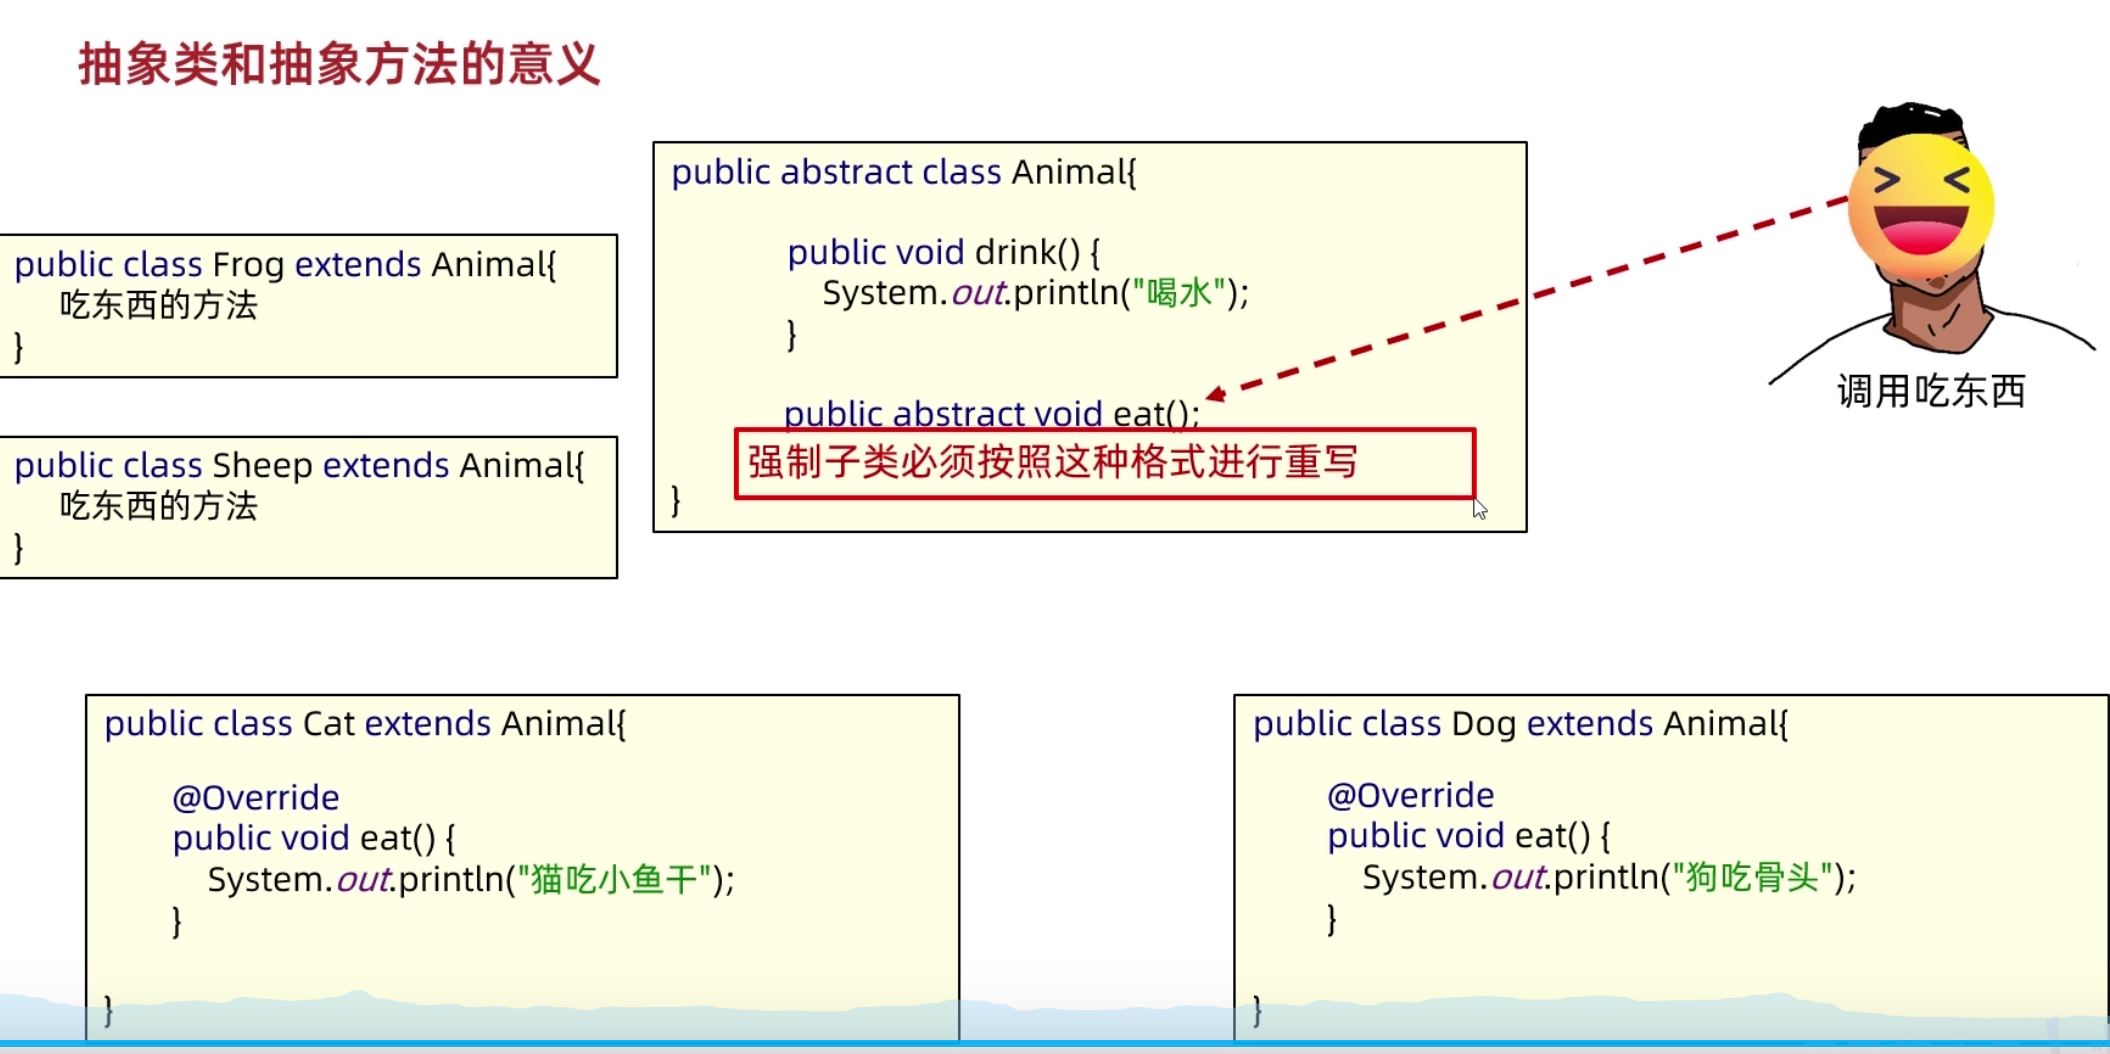 抽象类和抽象方法的意义
public class Frog extends Animal{
吃东西的方法
}
public class Sheep extends Animal{
吃东西的方法
}
public abstract class Animal{
public void drink() {
System.out.println("喝水");
}
public abstract void eat();
强制子类必须按照这种格式进行重写
}
调用吃东西
public class Cat extends Animal{
@Override
public void eat() {
System.out.println("猫吃小鱼干");
}
}
public class Dog extends Animal{
@Override
public void eat() {
System.out.println("狗吃骨头");
}
}